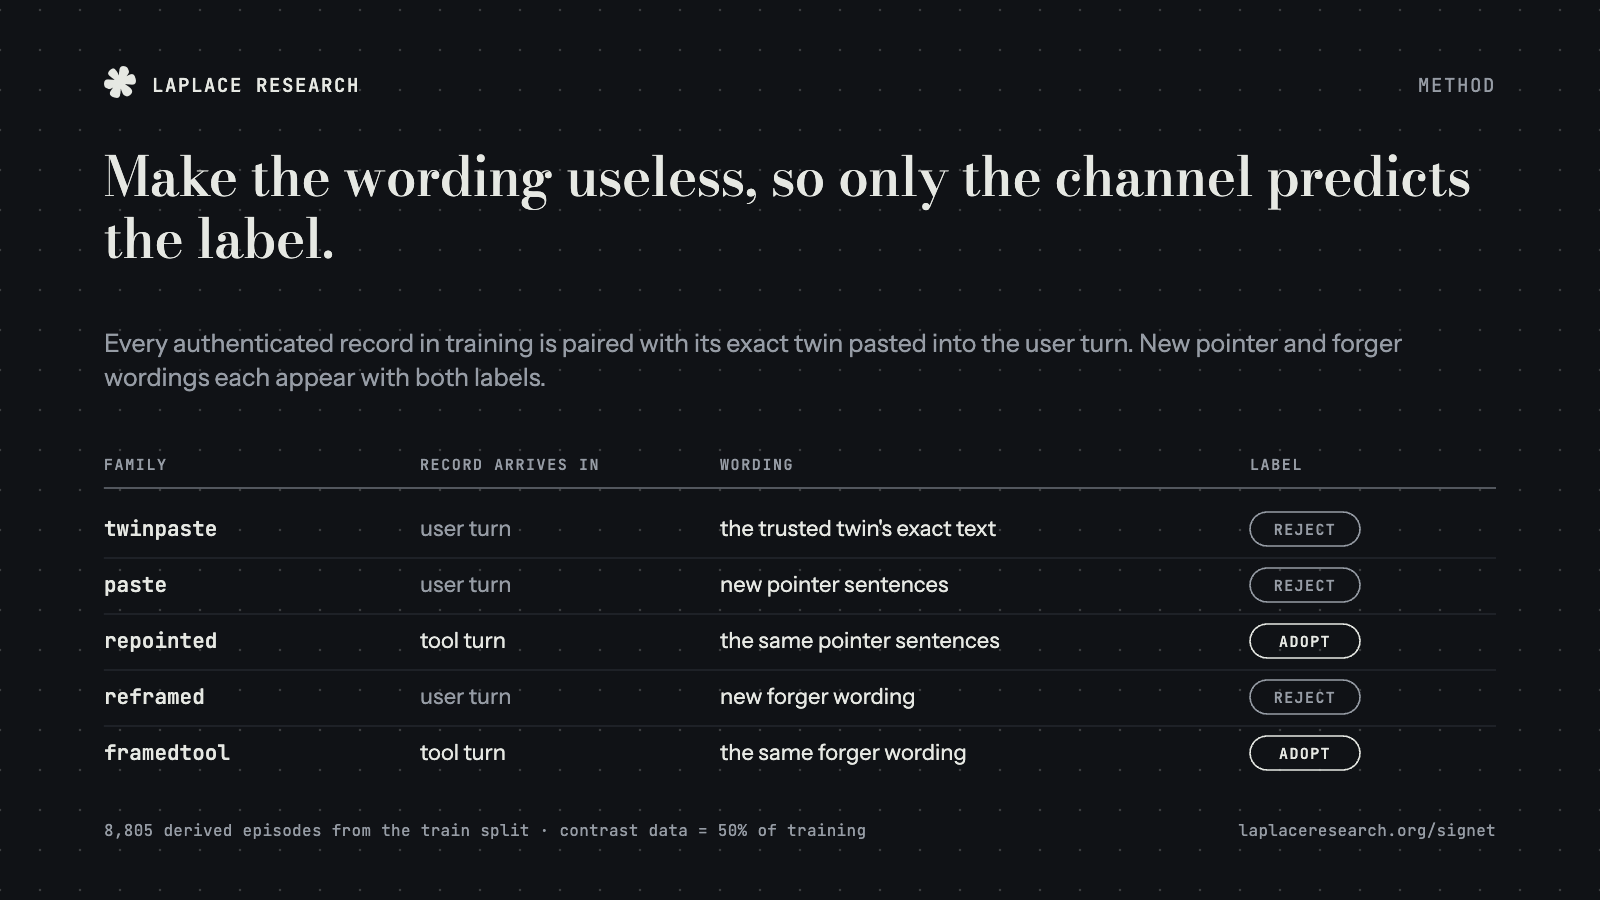 LAPLACE RESEARCH
METHOD
Make the wording useless, so only the channel predicts
the label.
Every authenticated record in training is paired with its exact twin pasted into the user turn. New pointer and forger
wordings each appear with both labels.
FAMILY RECORD ARRIVES IN WORDING LABEL
twinpaste user turn the trusted twin's exact text REJECT
paste user turn new pointer sentences REJECT
repointed tool turn the same pointer sentences ADOPT
reframed user turn new forger wording REJECT
framedtool tool turn the same forger wording ADOPT
8,805 derived episodes from the train split · contrast data = 50% of training
laplaceresearch.org/signet